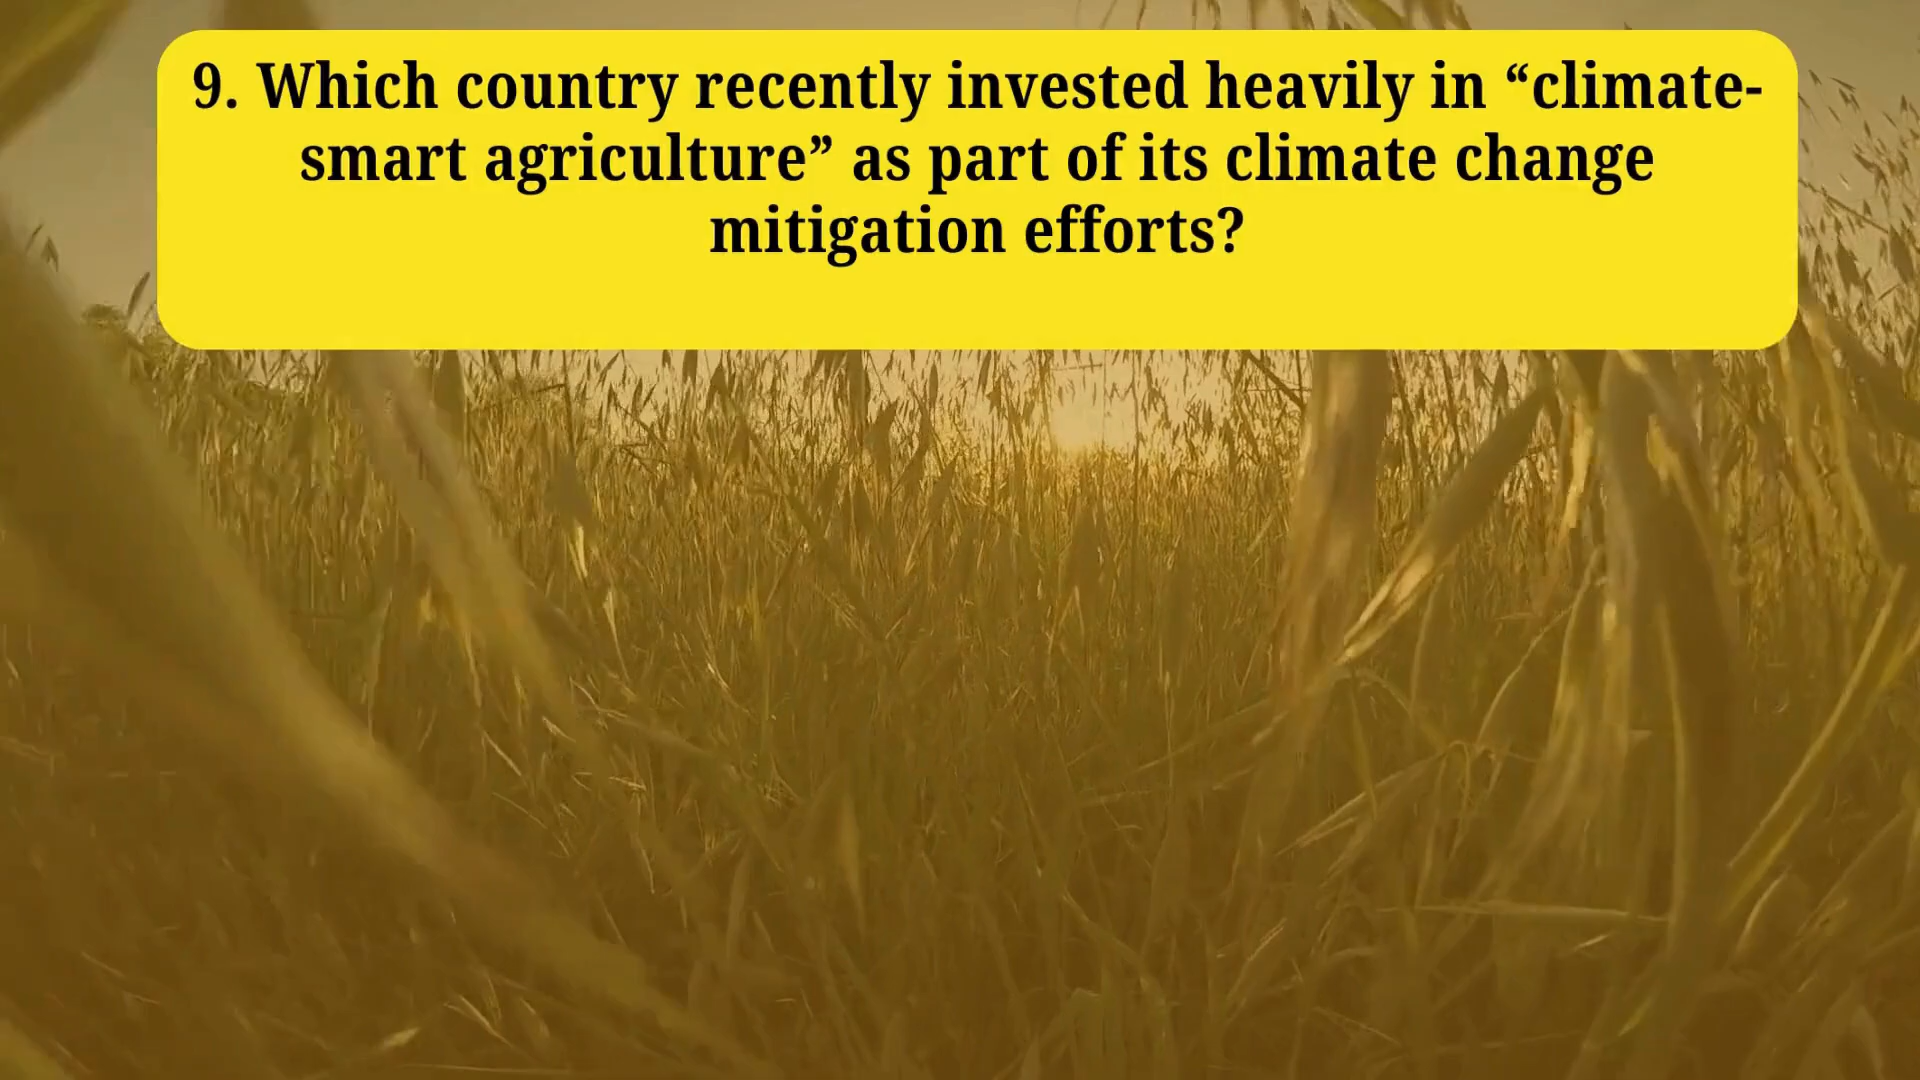 9. Which country recently invested heavily in “climate-
smart agriculture” as part of its climate change
mitigation efforts?